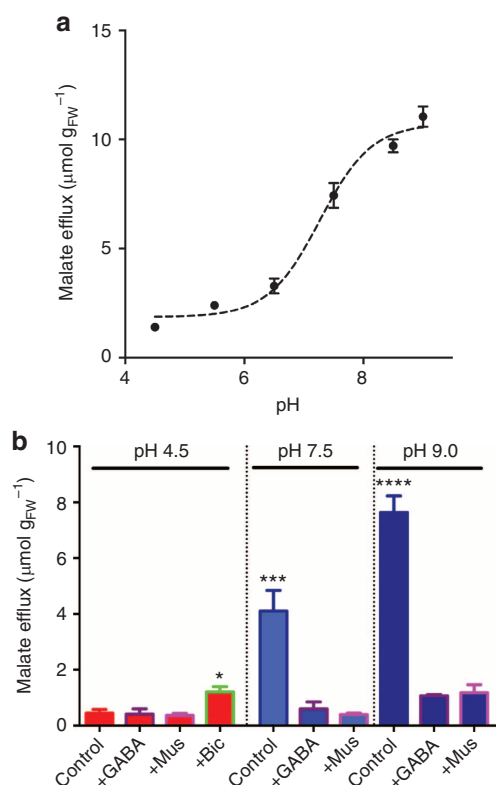 a
15
10
5
0
Malate efflux (μmol gFW⁻¹)
4 6 8
pH
b
pH 4.5 pH 7.5 pH 9.0
10
8
6
4
2
0
Malate efflux (μmol gFW⁻¹)
*
***
****
Control +GABA +Mus +Bic Control +GABA +Mus Control +GABA +Mus